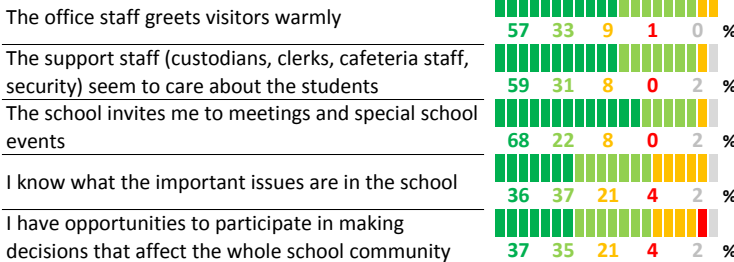 The office staff greets visitors warmly
57 33 9 1 0 %
The support staff (custodians, clerks, cafeteria staff,
security) seem to care about the students
59 31 8 0 2 %
The school invites me to meetings and special school
events
68 22 8 0 2 %
I know what the important issues are in the school
36 37 21 4 2 %
I have opportunities to participate in making
decisions that affect the whole school community
37 35 21 4 2 %